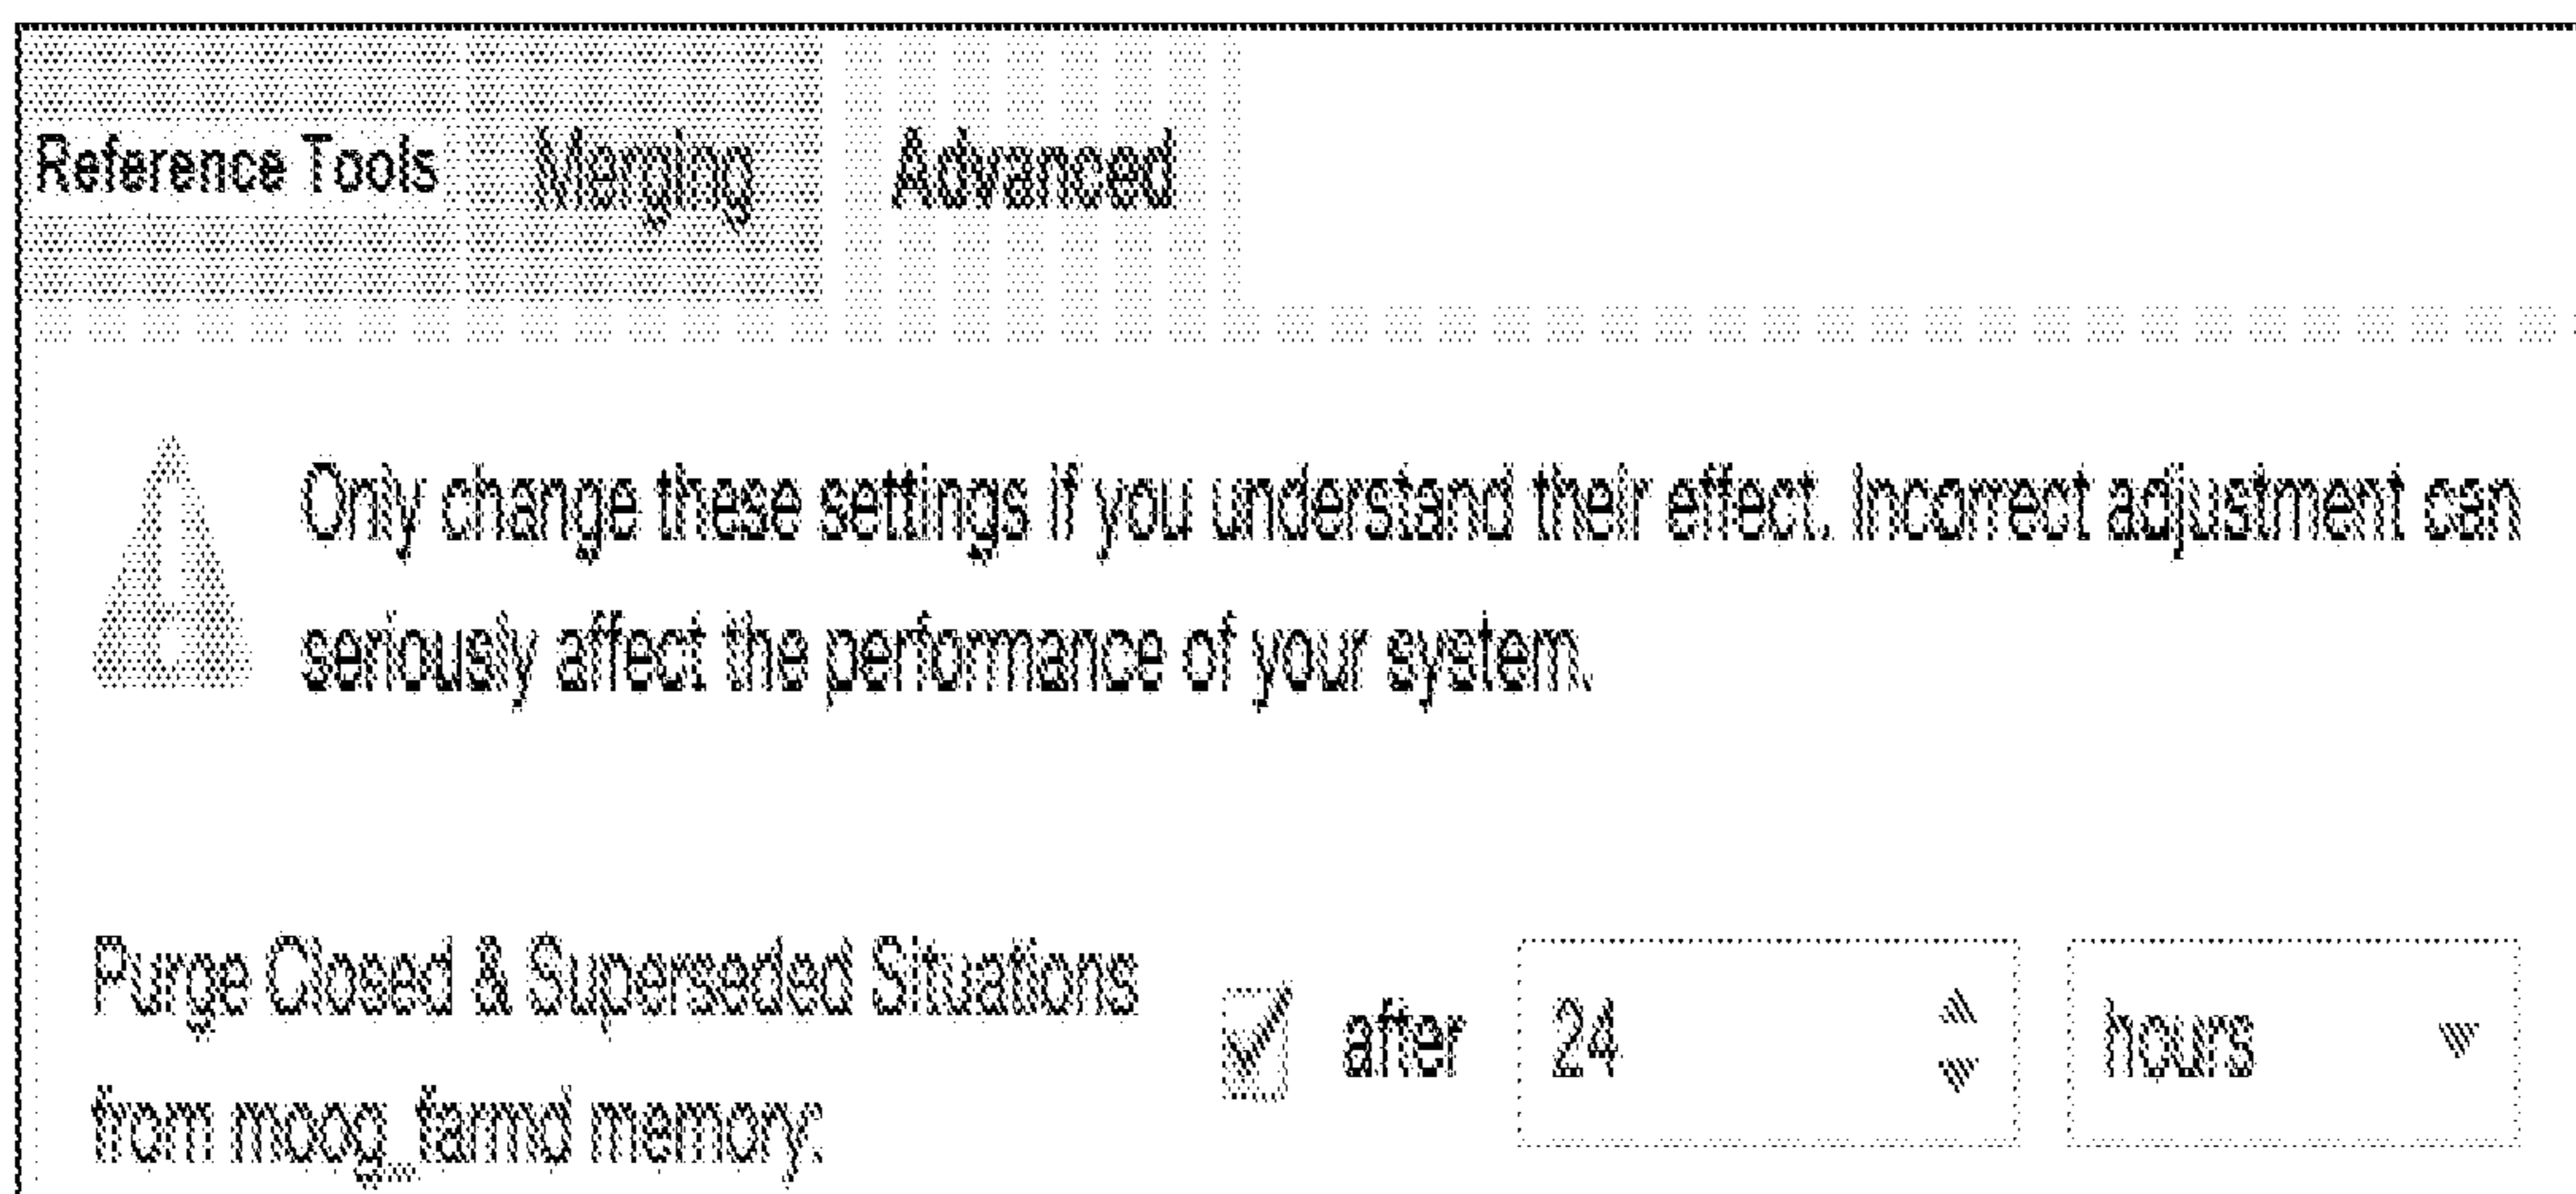 Reference Tools Merging Advanced
Only change these settings if you understand their effect. Incorrect adjustment can
seriously affect the performance of your system.
Purge Closed & Superseded Situations
from moog_farmd memory:
after 24 hours